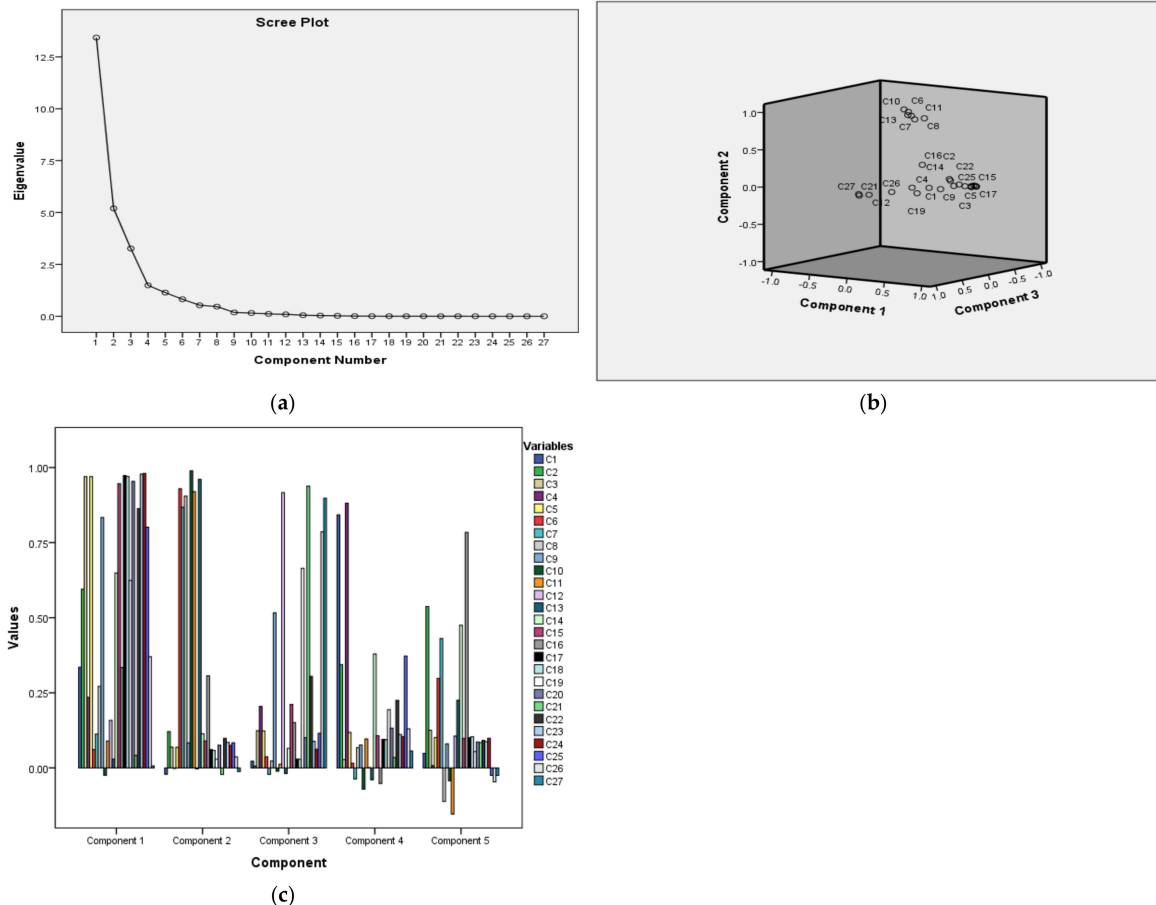 Scree Plot
12.5
10.0
7.5
5.0
2.5
0.0
Eigenvalue
1 2 3 4 5 6 7 8 9 10 11 12 13 14 15 16 17 18 19 20 21 22 23 24 25 26 27
Component Number
(a)
C10 C6 C11
C13 C7 C8
C16 C2
C14 C22
C27 C21 C26 C4 C25 C15
C12 C1 C9 C5 C17
C19 C3
1.0
0.5
0.0
-0.5
-1.0
Component 2
-1.0 -0.5 0.0 0.5 1.0
Component 1
1.0 0.5 0.0 -0.5 -1.0
Component 3
(b)
1.00
0.75
0.50
0.25
0.00
Values
Component 1 Component 2 Component 3 Component 4 Component 5
Component
Variables
C1
C2
C3
C4
C5
C6
C7
C8
C9
C10
C11
C12
C13
C14
C15
C16
C17
C18
C19
C20
C21
C22
C23
C24
C25
C26
C27
(c)